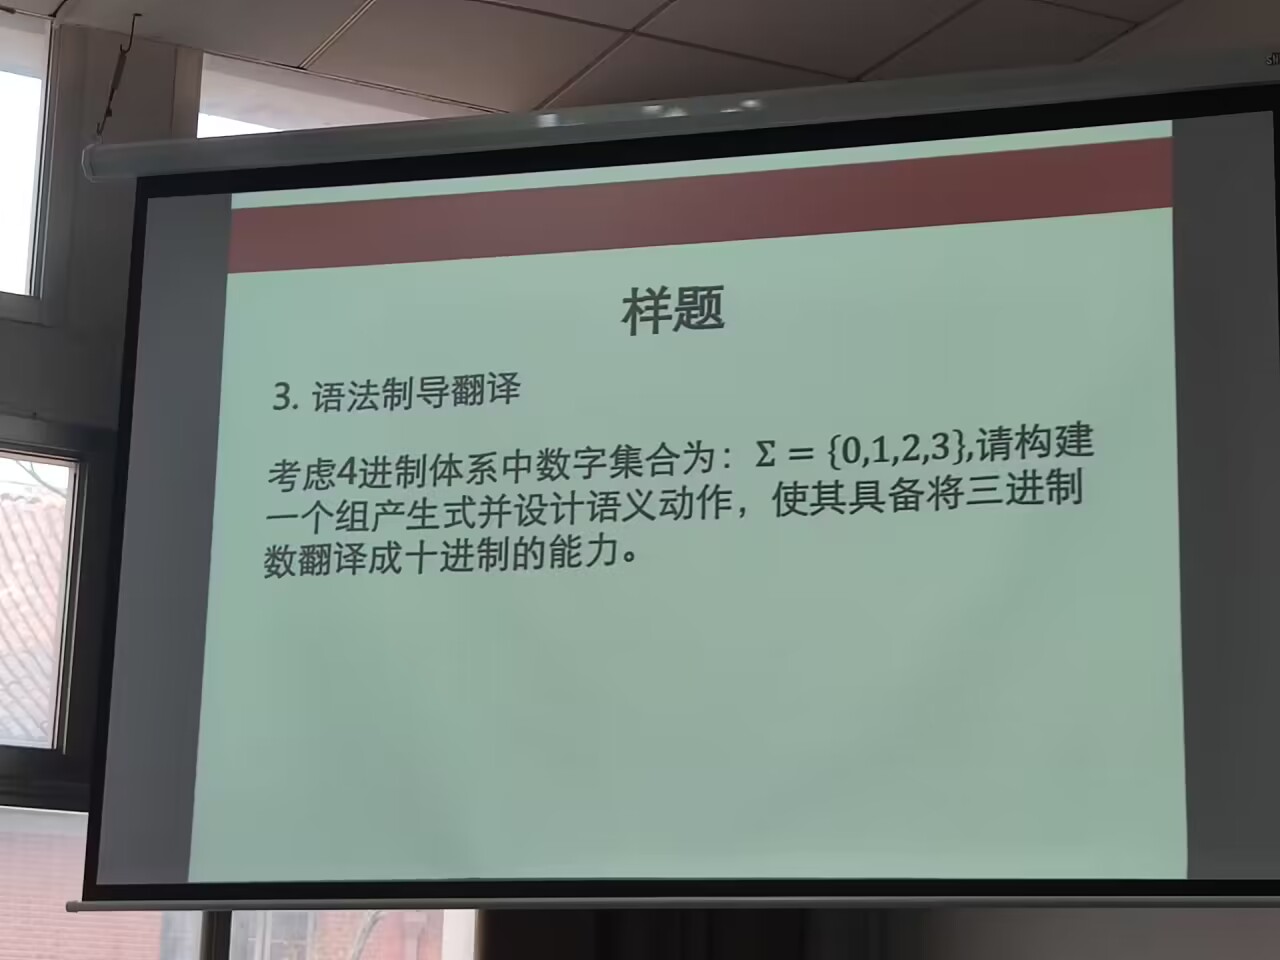 样题
3. 语法制导翻译
考虑4进制体系中数字集合为：Σ = {0,1,2,3},请构建
一个组产生式并设计语义动作，使其具备将三进制
数翻译成十进制的能力。